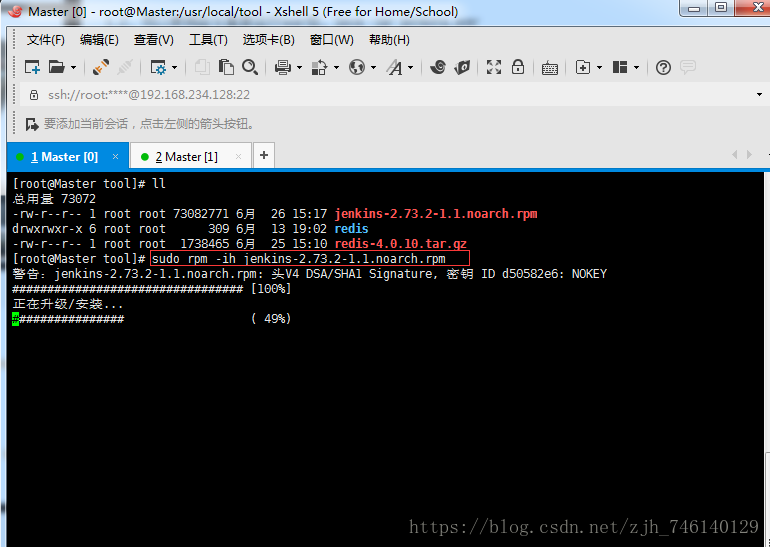 Master [0] - root@Master:/usr/local/tool - Xshell 5 (Free for Home/School)
文件(F) 编辑(E) 查看(V) 工具(T) 选项卡(B) 窗口(W) 帮助(H)
ssh://root:****@192.168.234.128:22
要添加当前会话，点击左侧的箭头按钮。
1 Master [0] × 2 Master [1] × +
[root@Master tool]# ll
总用量 73072
-rw-r--r-- 1 root root 73082771 6月 26 15:17 jenkins-2.73.2-1.1.noarch.rpm
drwxrwxr-x 6 root root 309 6月 13 19:02 redis
-rw-r--r-- 1 root root 1738465 6月 25 15:10 redis-4.0.10.tar.gz
[root@Master tool]# sudo rpm -ih jenkins-2.73.2-1.1.noarch.rpm
警告：jenkins-2.73.2-1.1.noarch.rpm: 头V4 DSA/SHA1 Signature, 密钥 ID d50582e6: NOKEY
################################# [100%]
正在升级/安装...
################ ( 49%)
https://blog.csdn.net/zjh_746140129